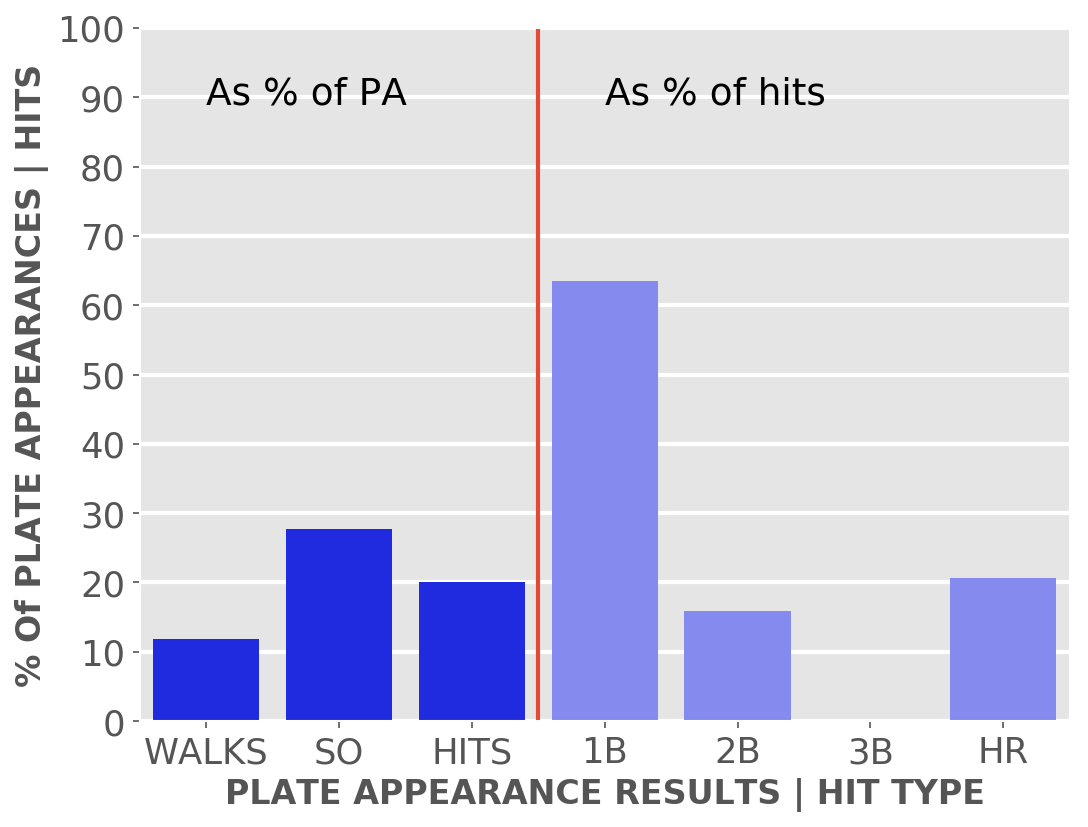 As % of PA
As % of hits
% Of PLATE APPEARANCES | HITS
100
90
80
70
60
50
40
30
20
10
0
WALKS SO HITS 1B 2B 3B HR
PLATE APPEARANCE RESULTS | HIT TYPE